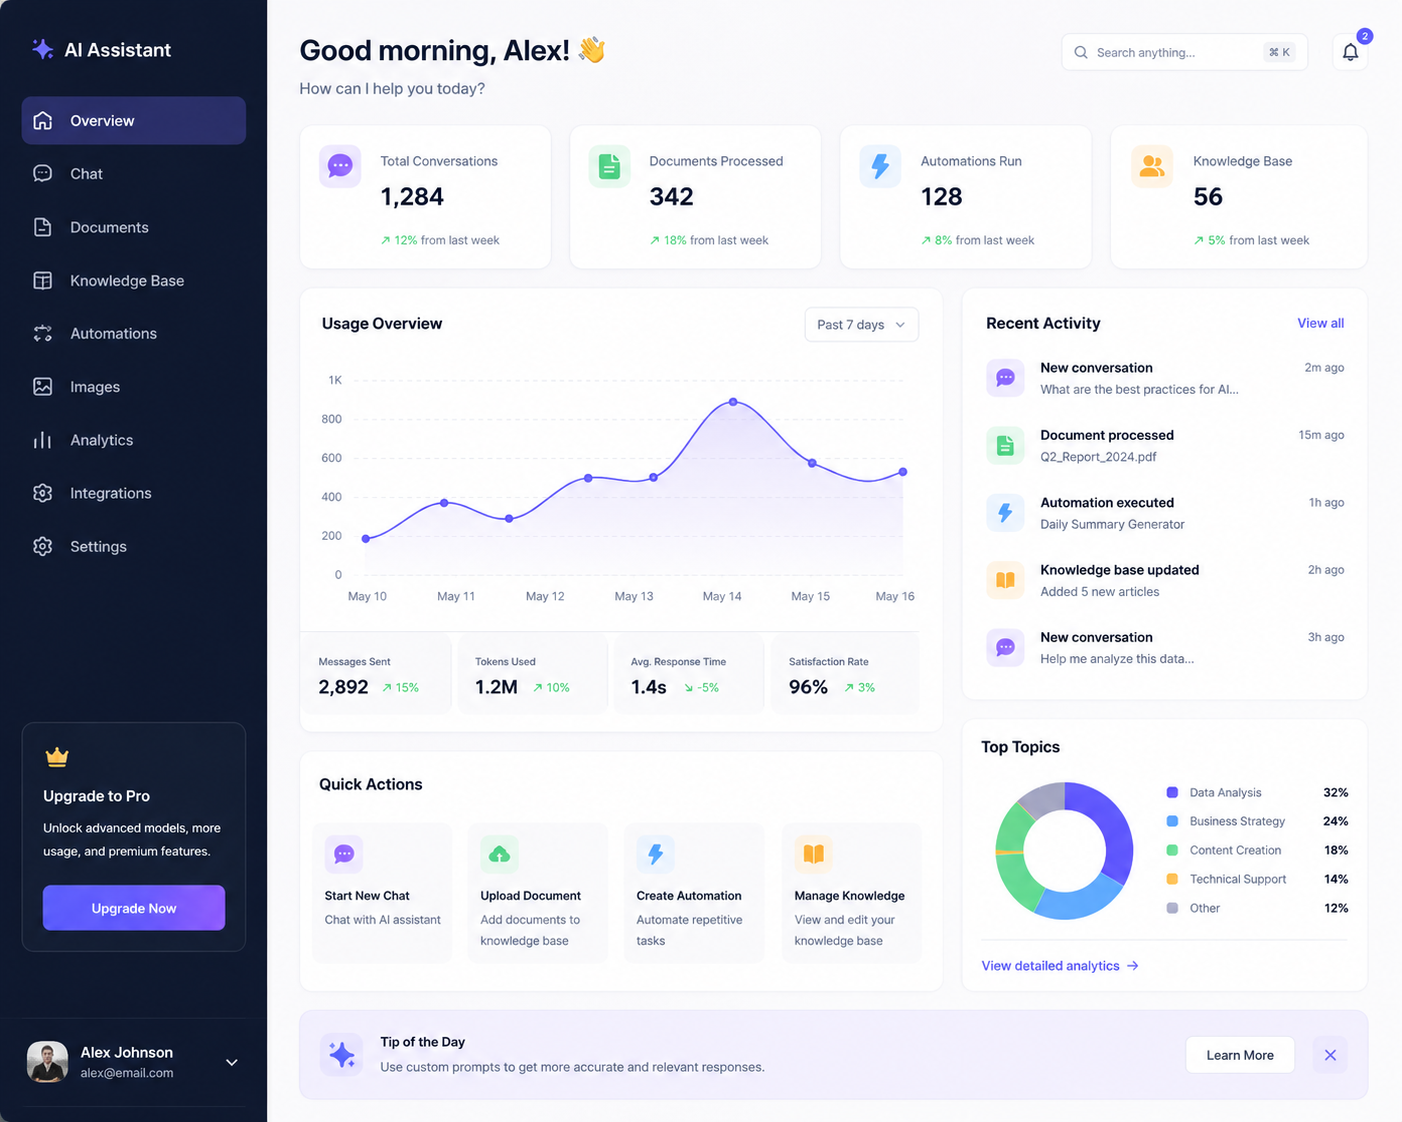 AI Assistant
Overview
Chat
Documents
Knowledge Base
Automations
Images
Analytics
Integrations
Settings
Upgrade to Pro
Unlock advanced models, more
usage, and premium features.
Upgrade Now
Alex Johnson
alex@email.com
Good morning, Alex! 👋
How can I help you today?
Search anything...
⌘ K
2
Total Conversations
1,284
↗ 12% from last week
Documents Processed
342
↗ 18% from last week
Automations Run
128
↗ 8% from last week
Knowledge Base
56
↗ 5% from last week
Usage Overview
Past 7 days
1K
800
600
400
200
0
May 10
May 11
May 12
May 13
May 14
May 15
May 16
Messages Sent
2,892 ↗ 15%
Tokens Used
1.2M ↗ 10%
Avg. Response Time
1.4s ↘ -5%
Satisfaction Rate
96% ↗ 3%
Recent Activity
View all
New conversation
2m ago
What are the best practices for AI...
Document processed
15m ago
Q2_Report_2024.pdf
Automation executed
1h ago
Daily Summary Generator
Knowledge base updated
2h ago
Added 5 new articles
New conversation
3h ago
Help me analyze this data...
Quick Actions
Start New Chat
Chat with AI assistant
Upload Document
Add documents to
knowledge base
Create Automation
Automate repetitive
tasks
Manage Knowledge
View and edit your
knowledge base
Top Topics
Data Analysis 32%
Business Strategy 24%
Content Creation 18%
Technical Support 14%
Other 12%
View detailed analytics →
Tip of the Day
Use custom prompts to get more accurate and relevant responses.
Learn More